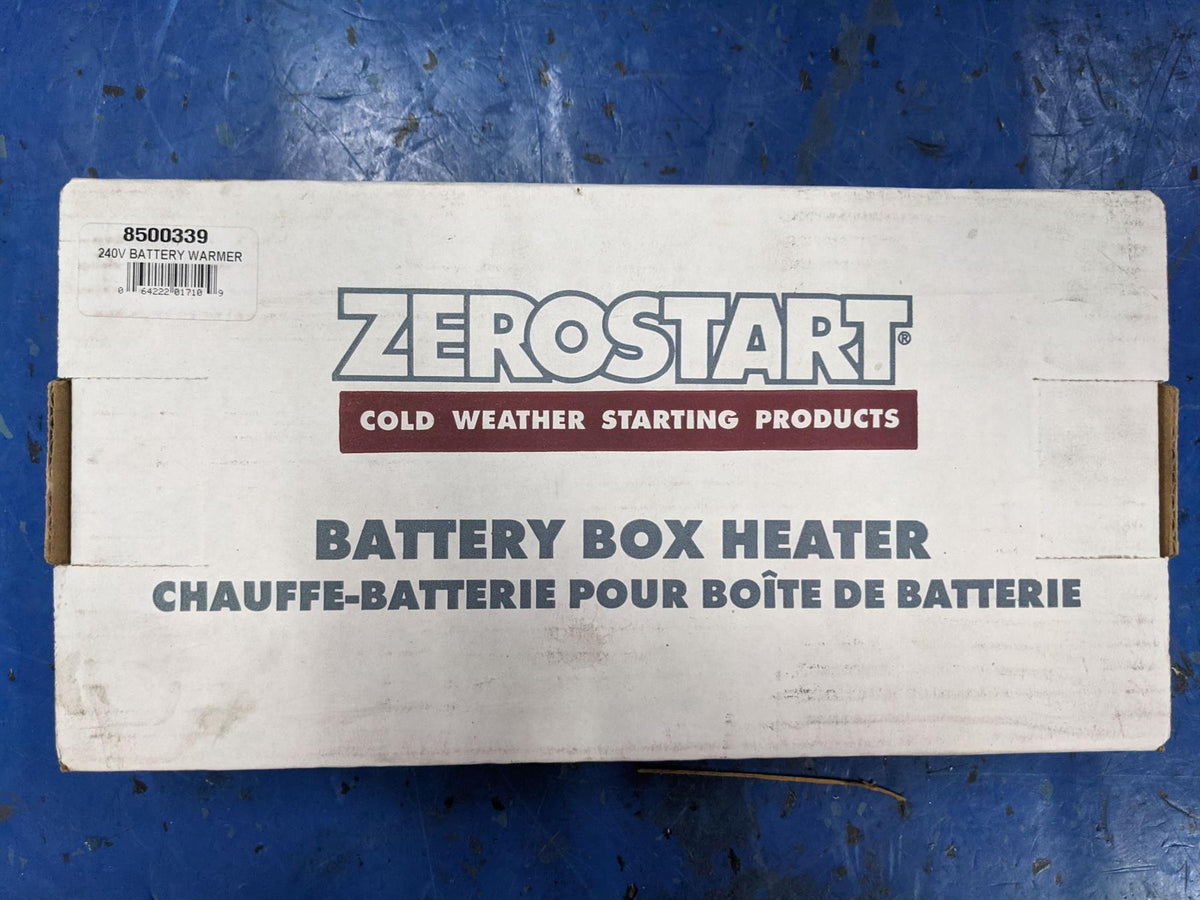 8500339
240V BATTERY WARMER
0 64222 01710 9
ZEROSTART®
COLD WEATHER STARTING PRODUCTS
BATTERY BOX HEATER
CHAUFFE-BATTERIE POUR BOÎTE DE BATTERIE